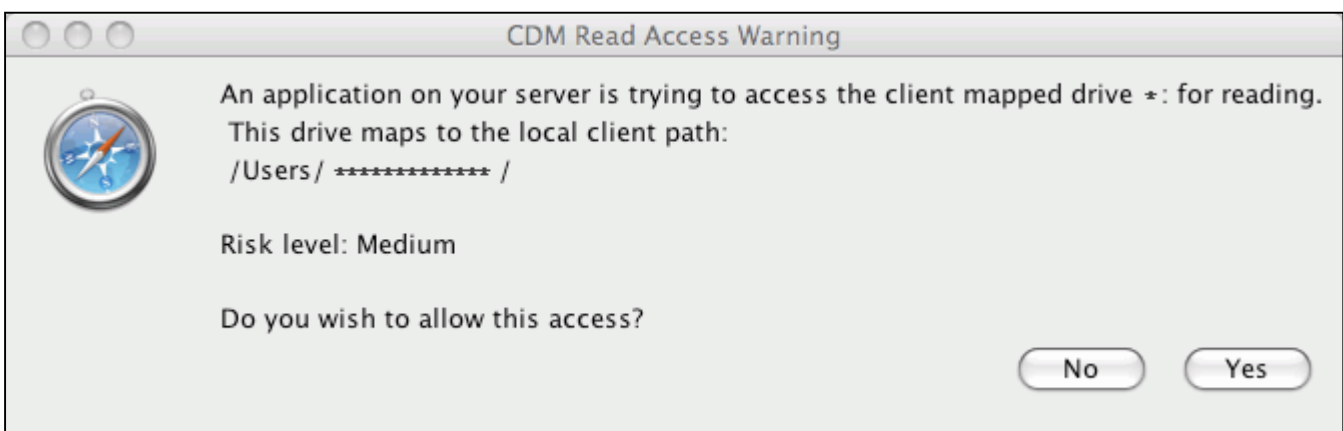 CDM Read Access Warning
An application on your server is trying to access the client mapped drive *: for reading.
This drive maps to the local client path:
/Users/ ************* /
Risk level: Medium
Do you wish to allow this access?
No Yes